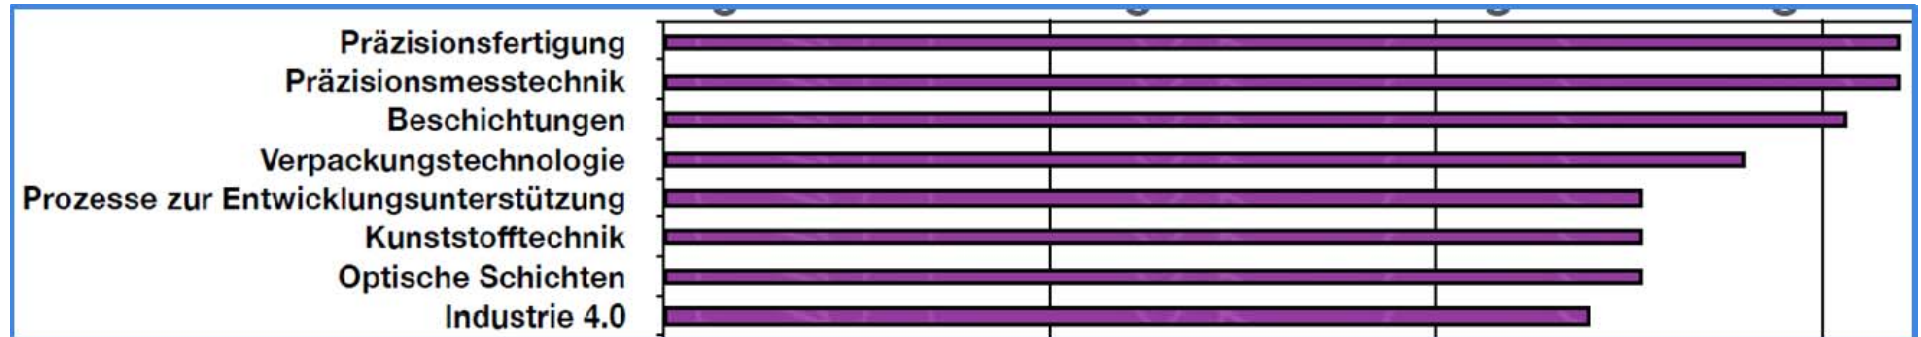 Präzisionsfertigung
Präzisionsmesstechnik
Beschichtungen
Verpackungstechnologie
Prozesse zur Entwicklungsunterstützung
Kunststofftechnik
Optische Schichten
Industrie 4.0